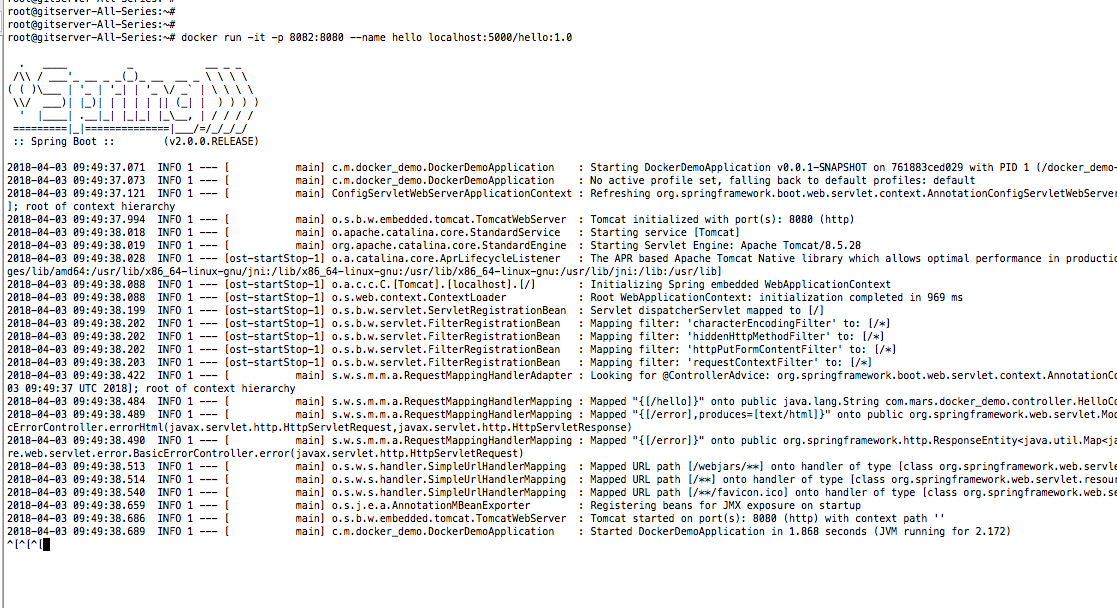 root@gitserver-All-Series:~#
root@gitserver-All-Series:~#
root@gitserver-All-Series:~#
root@gitserver-All-Series:~# docker run -it -p 8082:8080 --name hello localhost:5000/hello:1.0
  .   ____          _            __ _ _
 /\\ / ___'_ __ _ _(_)_ __  __ _ \ \ \ \
( ( )\___ | '_ | '_| | '_ \/ _` | \ \ \ \
 \\/  ___)| |_)| | | | | || (_| |  ) ) ) )
  '  |____| .__|_| |_|_| |_\__, | / / / /
 =========|_|==============|___/=/_/_/_/
 :: Spring Boot ::        (v2.0.0.RELEASE)
2018-04-03 09:49:37.071  INFO 1 --- [           main] c.m.docker_demo.DockerDemoApplication    : Starting DockerDemoApplication v0.0.1-SNAPSHOT on 761883ced029 with PID 1 (/docker_demo-
2018-04-03 09:49:37.073  INFO 1 --- [           main] c.m.docker_demo.DockerDemoApplication    : No active profile set, falling back to default profiles: default
2018-04-03 09:49:37.121  INFO 1 --- [           main] ConfigServletWebServerApplicationContext : Refreshing org.springframework.boot.web.servlet.context.AnnotationConfigServletWebServer
]; root of context hierarchy
2018-04-03 09:49:37.994  INFO 1 --- [           main] o.s.b.w.embedded.tomcat.TomcatWebServer  : Tomcat initialized with port(s): 8080 (http)
2018-04-03 09:49:38.018  INFO 1 --- [           main] o.apache.catalina.core.StandardService   : Starting service [Tomcat]
2018-04-03 09:49:38.019  INFO 1 --- [           main] org.apache.catalina.core.StandardEngine  : Starting Servlet Engine: Apache Tomcat/8.5.28
2018-04-03 09:49:38.028  INFO 1 --- [ost-startStop-1] o.a.catalina.core.AprLifecycleListener   : The APR based Apache Tomcat Native library which allows optimal performance in productio
ges/lib/amd64:/usr/lib/x86_64-linux-gnu/jni:/lib/x86_64-linux-gnu:/usr/lib/x86_64-linux-gnu:/usr/lib/jni:/lib:/usr/lib]
2018-04-03 09:49:38.088  INFO 1 --- [ost-startStop-1] o.a.c.c.C.[Tomcat].[localhost].[/]       : Initializing Spring embedded WebApplicationContext
2018-04-03 09:49:38.088  INFO 1 --- [ost-startStop-1] o.s.web.context.ContextLoader            : Root WebApplicationContext: initialization completed in 969 ms
2018-04-03 09:49:38.199  INFO 1 --- [ost-startStop-1] o.s.b.w.servlet.ServletRegistrationBean  : Servlet dispatcherServlet mapped to [/]
2018-04-03 09:49:38.202  INFO 1 --- [ost-startStop-1] o.s.b.w.servlet.FilterRegistrationBean   : Mapping filter: 'characterEncodingFilter' to: [/*]
2018-04-03 09:49:38.202  INFO 1 --- [ost-startStop-1] o.s.b.w.servlet.FilterRegistrationBean   : Mapping filter: 'hiddenHttpMethodFilter' to: [/*]
2018-04-03 09:49:38.202  INFO 1 --- [ost-startStop-1] o.s.b.w.servlet.FilterRegistrationBean   : Mapping filter: 'httpPutFormContentFilter' to: [/*]
2018-04-03 09:49:38.203  INFO 1 --- [ost-startStop-1] o.s.b.w.servlet.FilterRegistrationBean   : Mapping filter: 'requestContextFilter' to: [/*]
2018-04-03 09:49:38.422  INFO 1 --- [           main] s.w.s.m.m.a.RequestMappingHandlerAdapter : Looking for @ControllerAdvice: org.springframework.boot.web.servlet.context.AnnotationCo
03 09:49:37 UTC 2018]; root of context hierarchy
2018-04-03 09:49:38.484  INFO 1 --- [           main] s.w.s.m.m.a.RequestMappingHandlerMapping : Mapped "{[/hello]}" onto public java.lang.String com.mars.docker_demo.controller.HelloCo
2018-04-03 09:49:38.489  INFO 1 --- [           main] s.w.s.m.m.a.RequestMappingHandlerMapping : Mapped "{[/error],produces=[text/html]}" onto public org.springframework.web.servlet.Mod
cErrorController.errorHtml(javax.servlet.http.HttpServletRequest,javax.servlet.http.HttpServletResponse)
2018-04-03 09:49:38.490  INFO 1 --- [           main] s.w.s.m.m.a.RequestMappingHandlerMapping : Mapped "{[/error]}" onto public org.springframework.http.ResponseEntity<java.util.Map<ja
re.web.servlet.error.BasicErrorController.error(javax.servlet.http.HttpServletRequest)
2018-04-03 09:49:38.513  INFO 1 --- [           main] o.s.w.s.handler.SimpleUrlHandlerMapping  : Mapped URL path [/webjars/**] onto handler of type [class org.springframework.web.servle
2018-04-03 09:49:38.514  INFO 1 --- [           main] o.s.w.s.handler.SimpleUrlHandlerMapping  : Mapped URL path [/**] onto handler of type [class org.springframework.web.servlet.resour
2018-04-03 09:49:38.540  INFO 1 --- [           main] o.s.w.s.handler.SimpleUrlHandlerMapping  : Mapped URL path [/**/favicon.ico] onto handler of type [class org.springframework.web.se
2018-04-03 09:49:38.659  INFO 1 --- [           main] o.s.j.e.a.AnnotationMBeanExporter        : Registering beans for JMX exposure on startup
2018-04-03 09:49:38.686  INFO 1 --- [           main] o.s.b.w.embedded.tomcat.TomcatWebServer  : Tomcat started on port(s): 8080 (http) with context path ''
2018-04-03 09:49:38.689  INFO 1 --- [           main] c.m.docker_demo.DockerDemoApplication    : Started DockerDemoApplication in 1.868 seconds (JVM running for 2.172)
^[^[^[